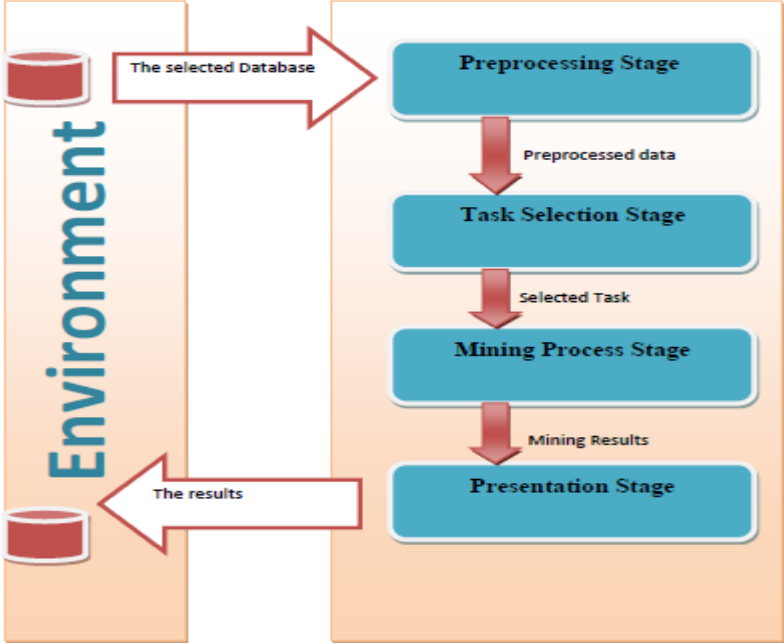 The selected Database
Preprocessing Stage
Preprocessed data
Task Selection Stage
Selected Task
Mining Process Stage
Mining Results
Presentation Stage
The results
Environment